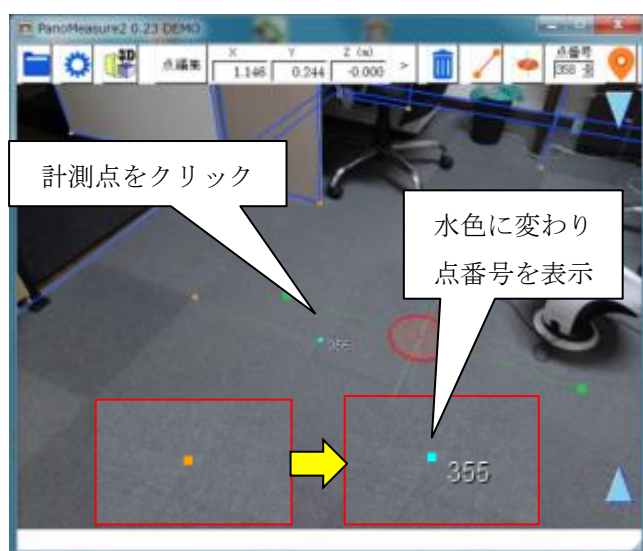 PanoMeasure2 0.23 DEMO
3D
点編集
X Y Z (m)
1.146 0.244 -0.000 >
点番号
358
計測点をクリック
水色に変わり
点番号を表示
355
355